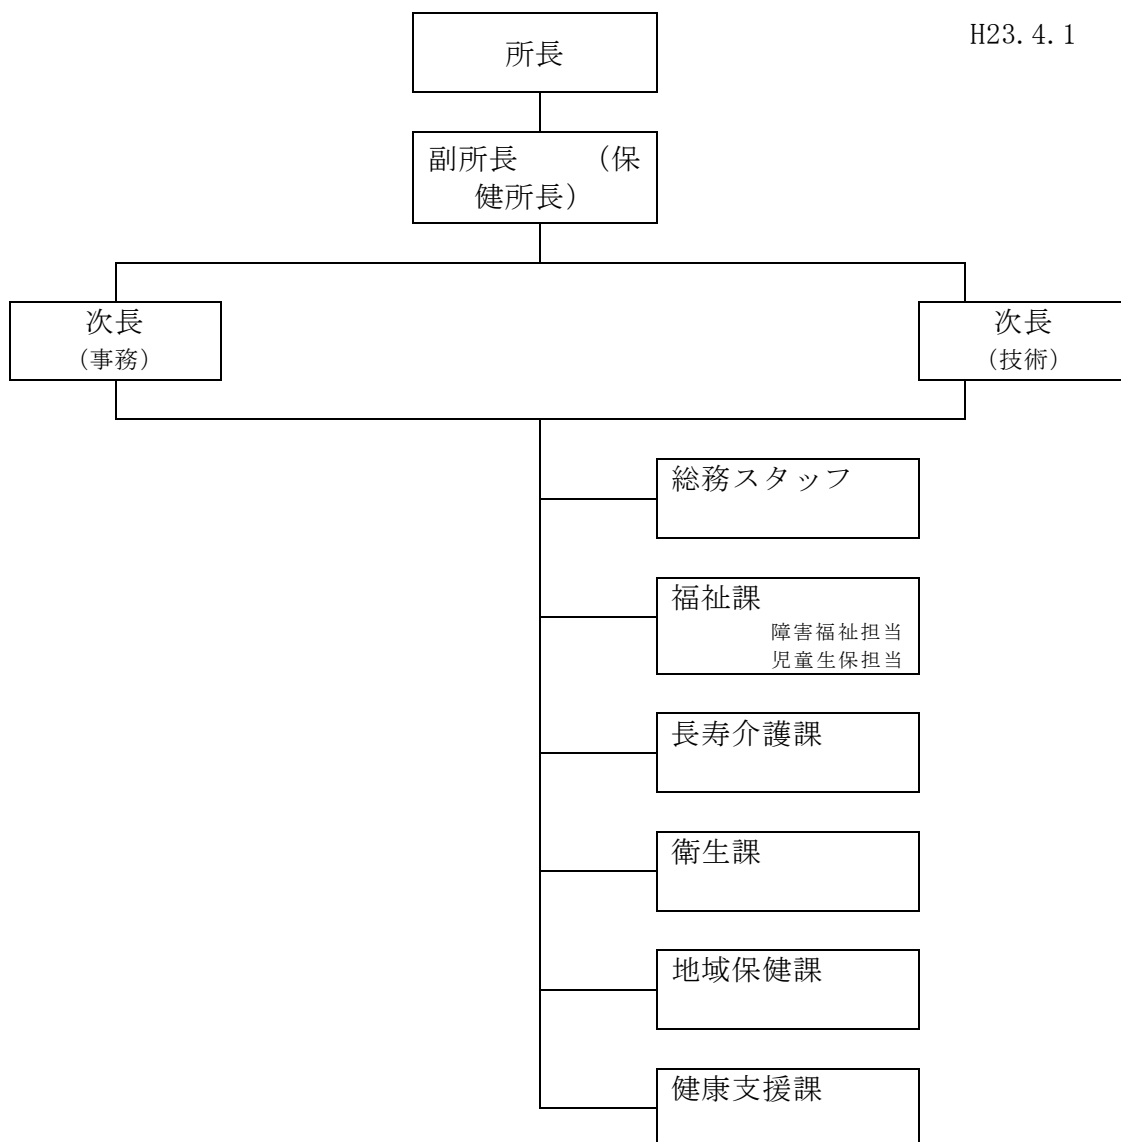 H23.4.1
所長
副所長 （保
健所長）
次長
（事務）
次長
（技術）
総務スタッフ
福祉課
障害福祉担当
児童生保担当
長寿介護課
衛生課
地域保健課
健康支援課